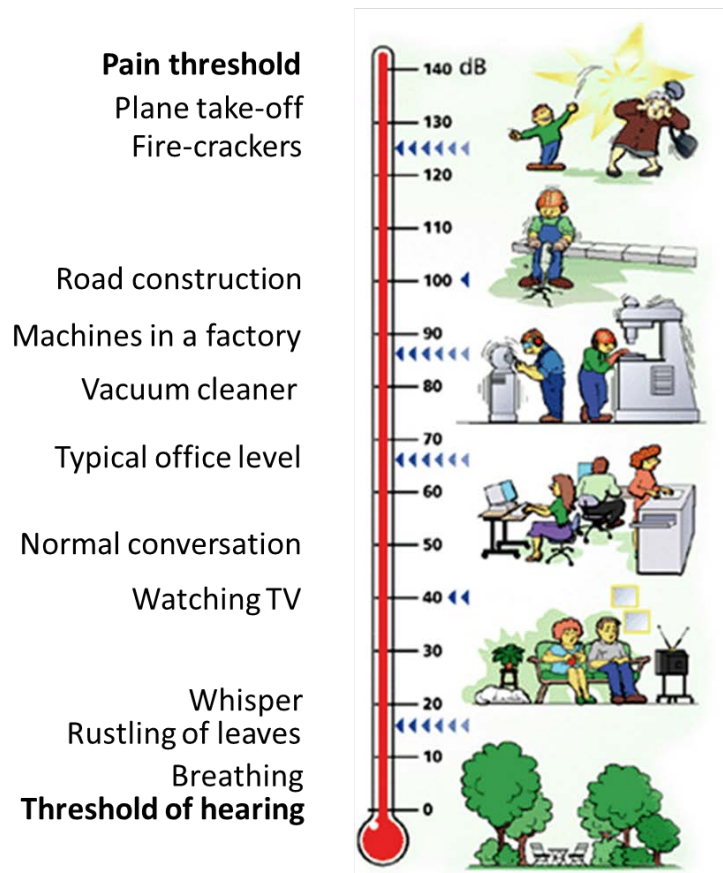 Pain threshold
140 dB
Plane take-off
130
Fire-crackers
120
110
Road construction
100
Machines in a factory
90
Vacuum cleaner
80
70
Typical office level
60
Normal conversation
50
Watching TV
40
30
Whisper
20
Rustling of leaves
10
Breathing
Threshold of hearing
0